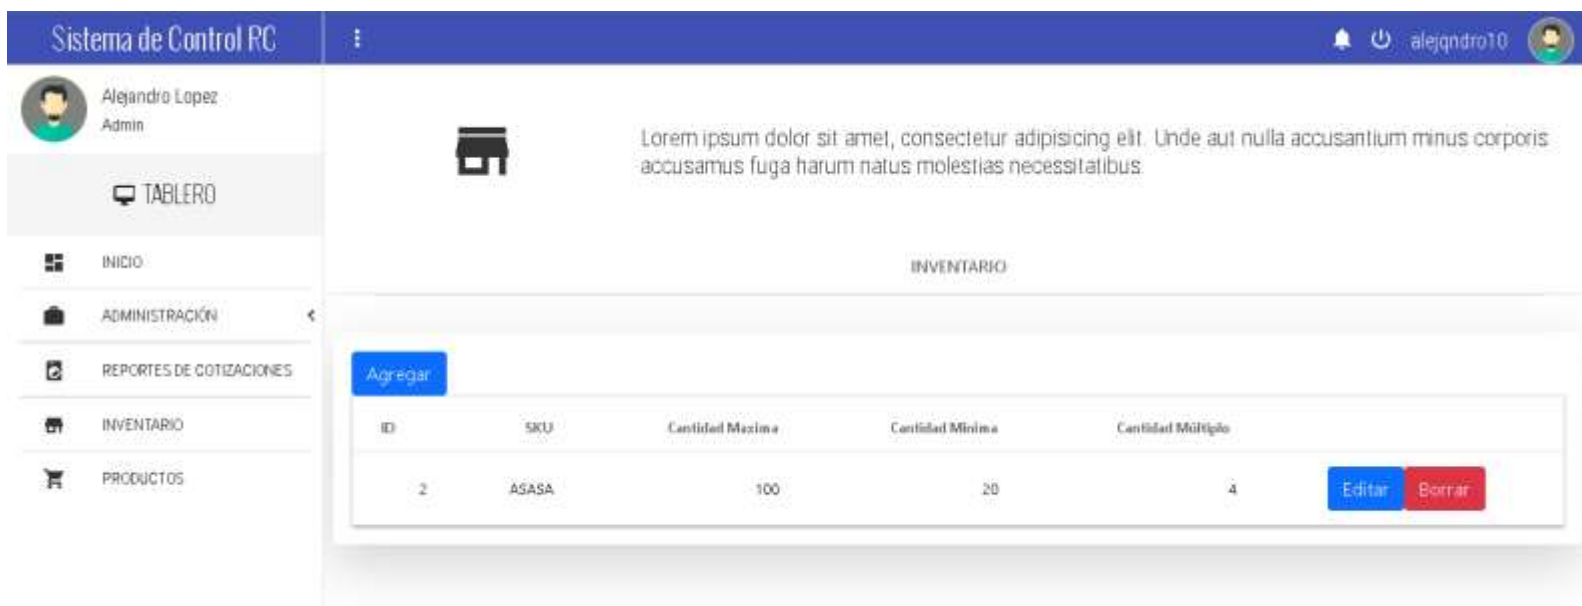 Sistema de Control RC
alejqndro10
Alejandro Lopez
Admin
TABLERO
INICIO
ADMINISTRACIÓN
REPORTES DE COTIZACIONES
INVENTARIO
PRODUCTOS
Lorem ipsum dolor sit amet, consectetur adipisicing elit. Unde aut nulla accusantium minus corporis
accusamus fuga harum natus molestias necessitatibus.
INVENTARIO
Agregar
ID SKU Cantidad Maxima Cantidad Minima Cantidad Múltiplo
2 ASASA 100 20 4 Editar Borrar